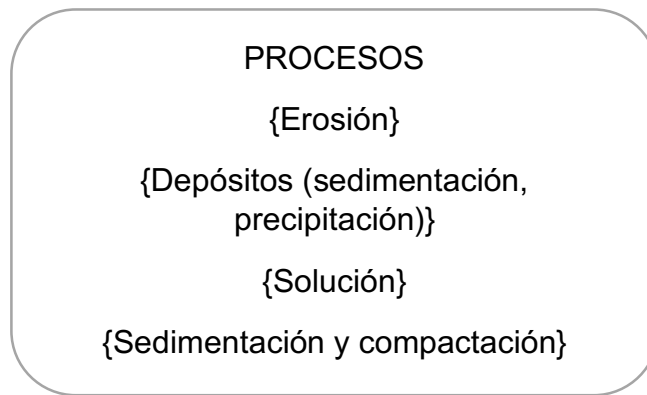 PROCESOS
{Erosión}
{Depósitos (sedimentación,
precipitación)}
{Solución}
{Sedimentación y compactación}